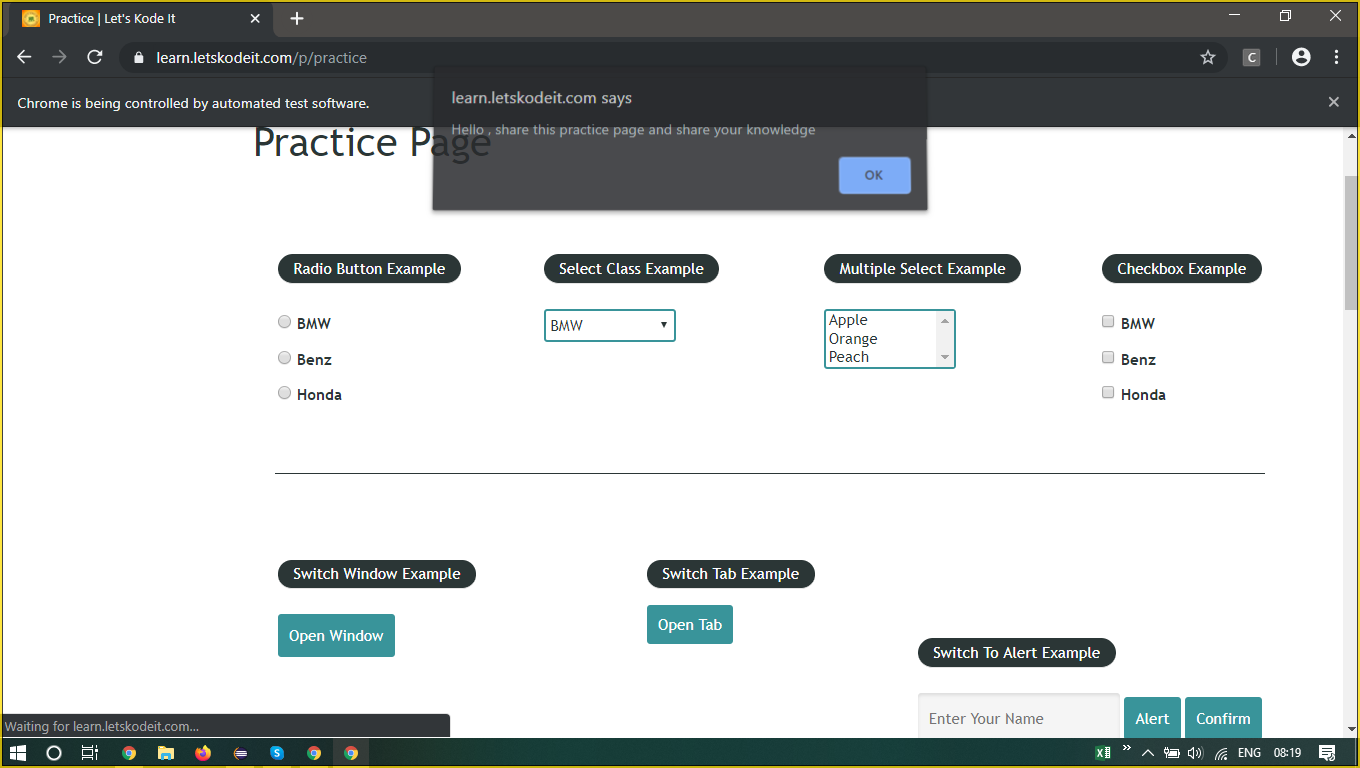 Practice | Let's Kode It
learn.letskodeit.com/p/practice
C
Chrome is being controlled by automated test software.
learn.letskodeit.com says
Hello , share this practice page and share your knowledge
OK
Practice Page
Radio Button Example Select Class Example Multiple Select Example Checkbox Example
BMW BMW Apple BMW
Orange
Benz Peach Benz
Honda Honda
Switch Window Example Switch Tab Example
Open Window Open Tab
Switch To Alert Example
Enter Your Name Alert Confirm
Waiting for learn.letskodeit.com...
ENG 08:19